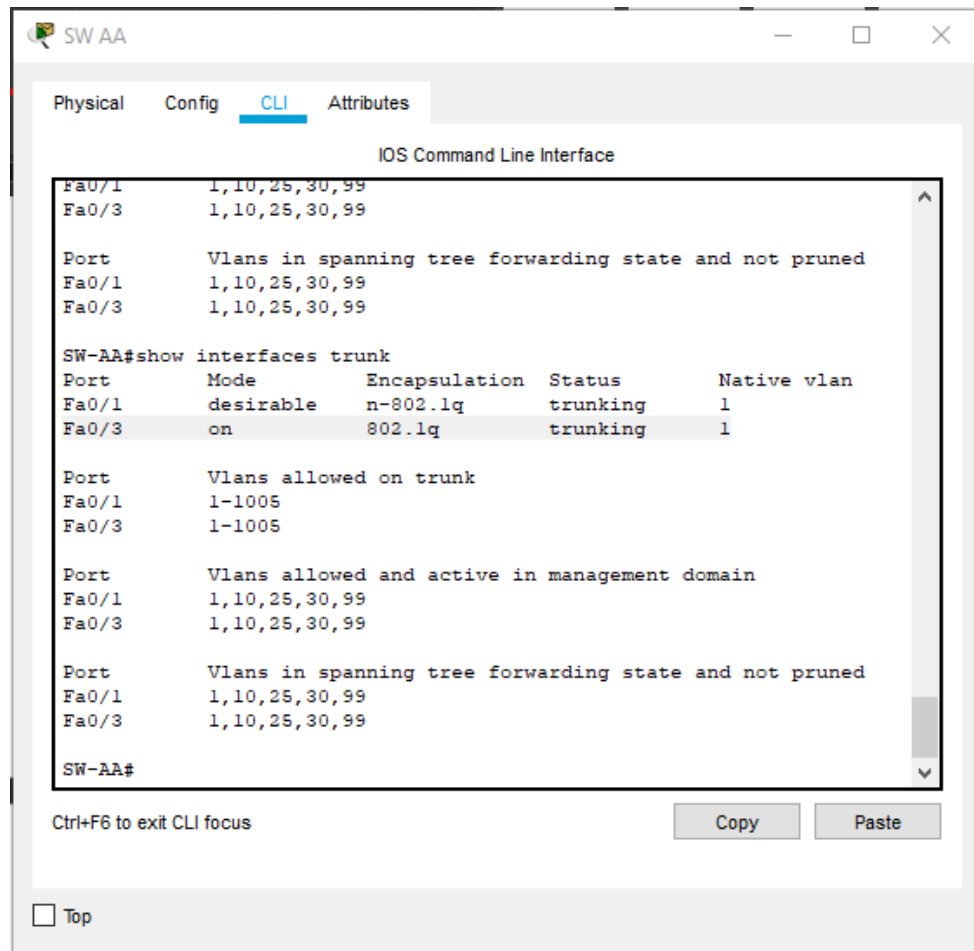 SW AA
Physical Config CLI Attributes
IOS Command Line Interface
Fa0/1 1,10,25,30,99
Fa0/3 1,10,25,30,99
Port Vlans in spanning tree forwarding state and not pruned
Fa0/1 1,10,25,30,99
Fa0/3 1,10,25,30,99
SW-AA#show interfaces trunk
Port Mode Encapsulation Status Native vlan
Fa0/1 desirable n-802.1q trunking 1
Fa0/3 on 802.1q trunking 1
Port Vlans allowed on trunk
Fa0/1 1-1005
Fa0/3 1-1005
Port Vlans allowed and active in management domain
Fa0/1 1,10,25,30,99
Fa0/3 1,10,25,30,99
Port Vlans in spanning tree forwarding state and not pruned
Fa0/1 1,10,25,30,99
Fa0/3 1,10,25,30,99
SW-AA#
Ctrl+F6 to exit CLI focus Copy Paste
Top